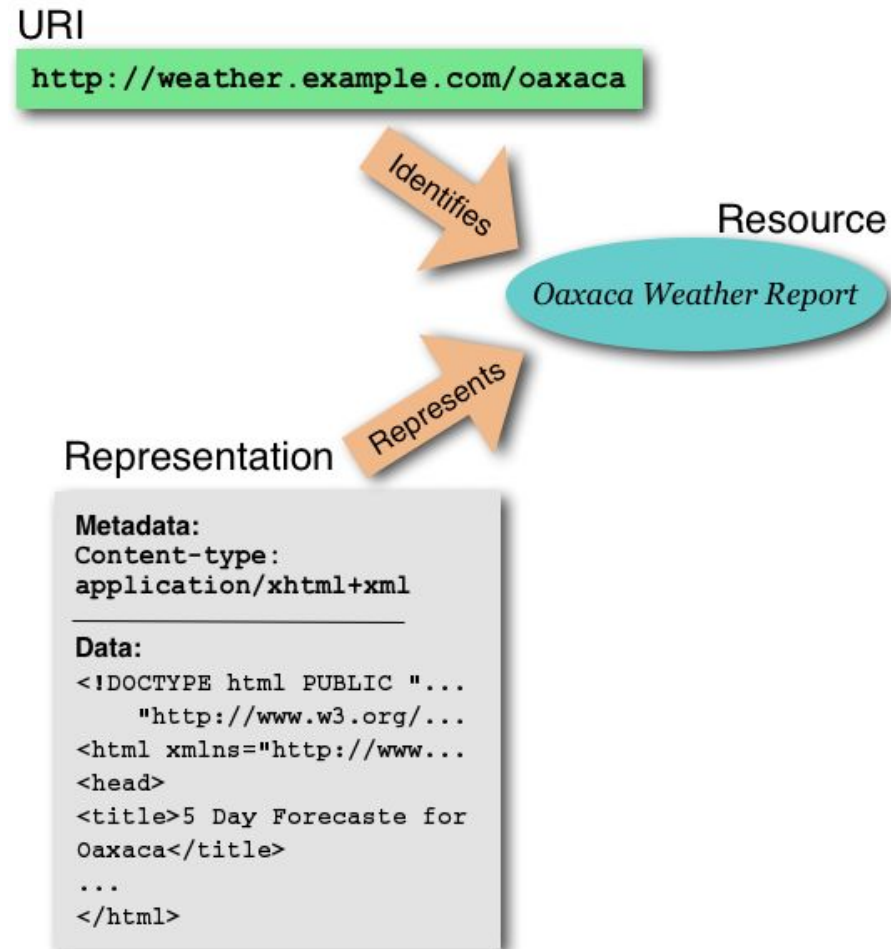 URI
http://weather.example.com/oaxaca
Identifies
Resource
Oaxaca Weather Report
Represents
Representation
Metadata:
Content-type:
application/xhtml+xml
Data:
<!DOCTYPE html PUBLIC "...
"http://www.w3.org/...
<html xmlns="http://www...
<head>
<title>5 Day Forecaste for
Oaxaca</title>
...
</html>